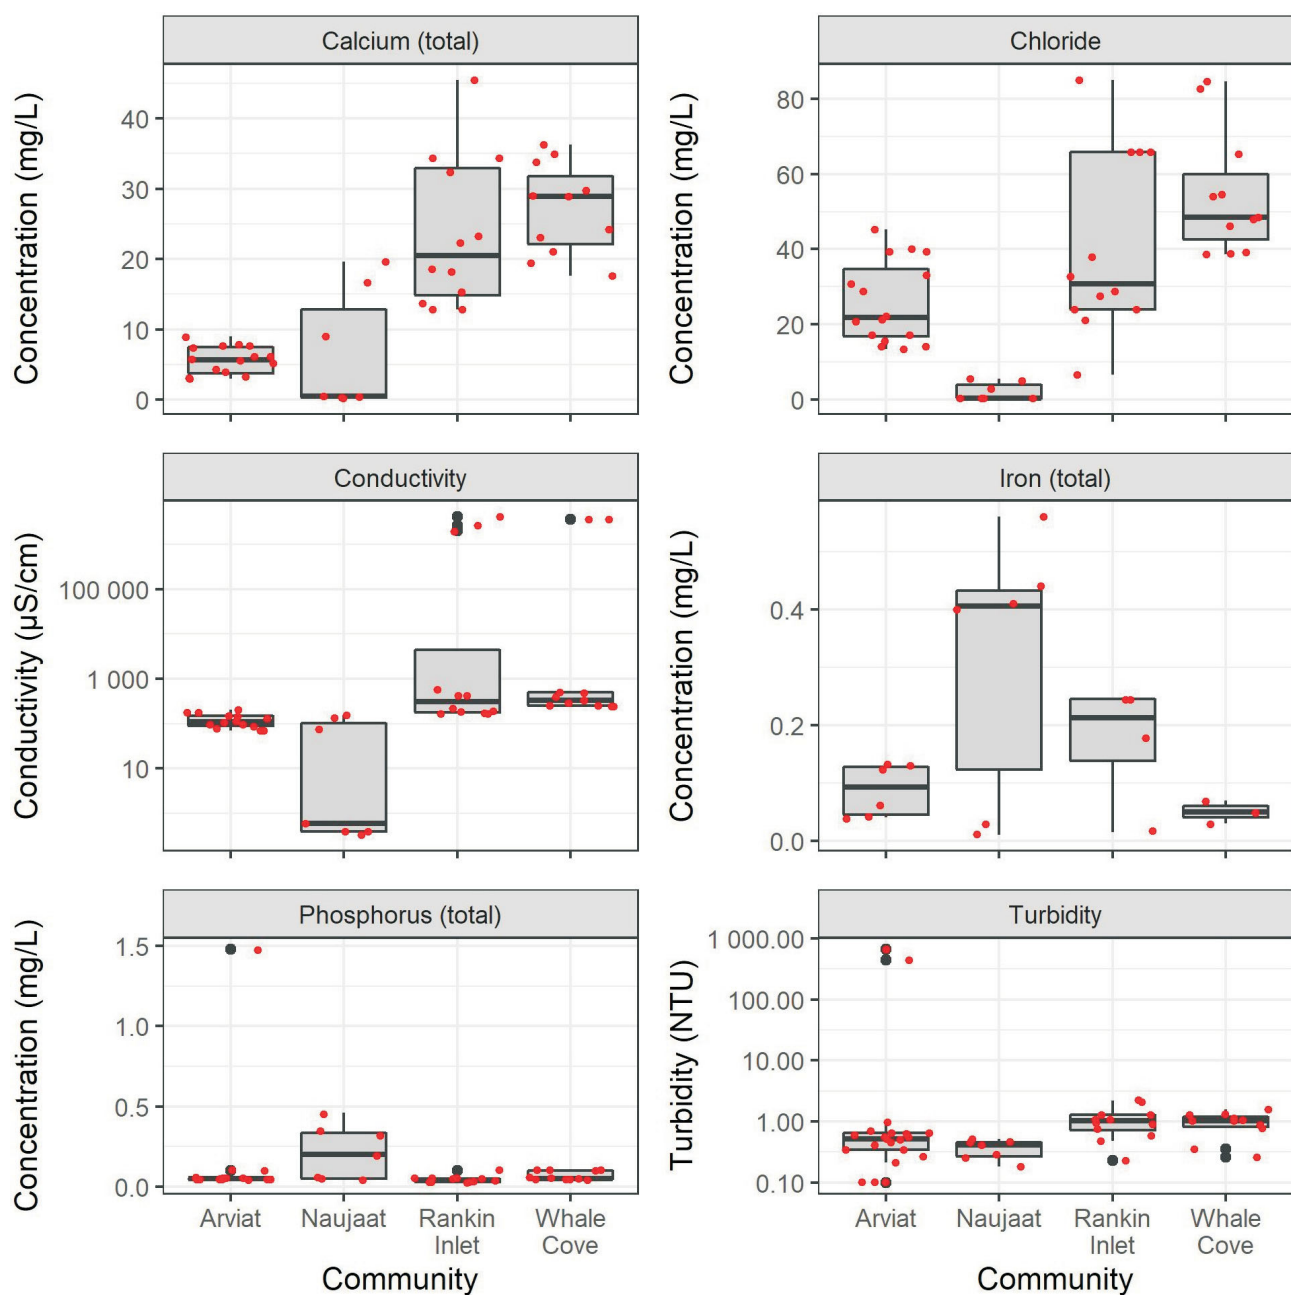 Calcium (total)
Concentration (mg/L)
40
30
20
10
0
Chloride
Concentration (mg/L)
80
60
40
20
0
Conductivity
Conductivity (µS/cm)
100 000
1 000
10
Iron (total)
Concentration (mg/L)
0.4
0.2
0.0
Phosphorus (total)
Concentration (mg/L)
1.5
1.0
0.5
0.0
Arviat
Naujaat
Rankin
Inlet
Whale
Cove
Community
Turbidity
Turbidity (NTU)
1 000.00
100.00
10.00
1.00
0.10
Arviat
Naujaat
Rankin
Inlet
Whale
Cove
Community